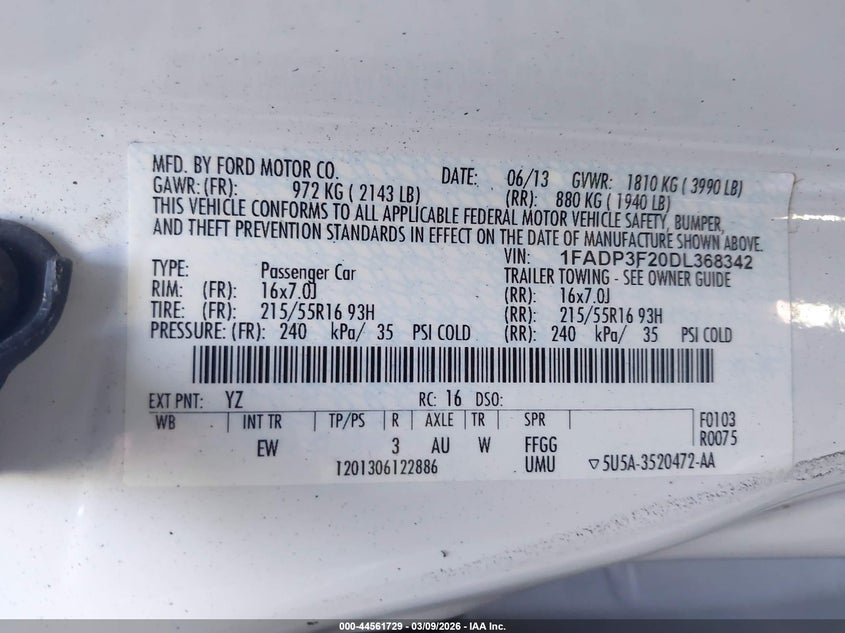 MFD. BY FORD MOTOR CO. DATE: 06/13 GVWR: 1810 KG ( 3990 LB)
GAWR: (FR): 972 KG ( 2143 LB) (RR): 880 KG ( 1940 LB)
THIS VEHICLE CONFORMS TO ALL APPLICABLE FEDERAL MOTOR VEHICLE SAFETY, BUMPER,
AND THEFT PREVENTION STANDARDS IN EFFECT ON THE DATE OF MANUFACTURE SHOWN ABOVE.
VIN: 1FADP3F20DL368342
TYPE: Passenger Car TRAILER TOWING - SEE OWNER GUIDE
RIM: (FR): 16x7.0J (RR): 16x7.0J
TIRE: (FR): 215/55R16 93H (RR): 215/55R16 93H
PRESSURE: (FR): 240 kPa/ 35 PSI COLD (RR): 240 kPa/ 35 PSI COLD
EXT PNT: YZ RC: 16 DSO:
WB INT TR TP/PS R AXLE TR SPR F0103
EW 3 AU W FFGG R0075
1201306122886 UMU ▽5U5A-3520472-AA
000-44561729 - 03/09/2026 - IAA, Inc.